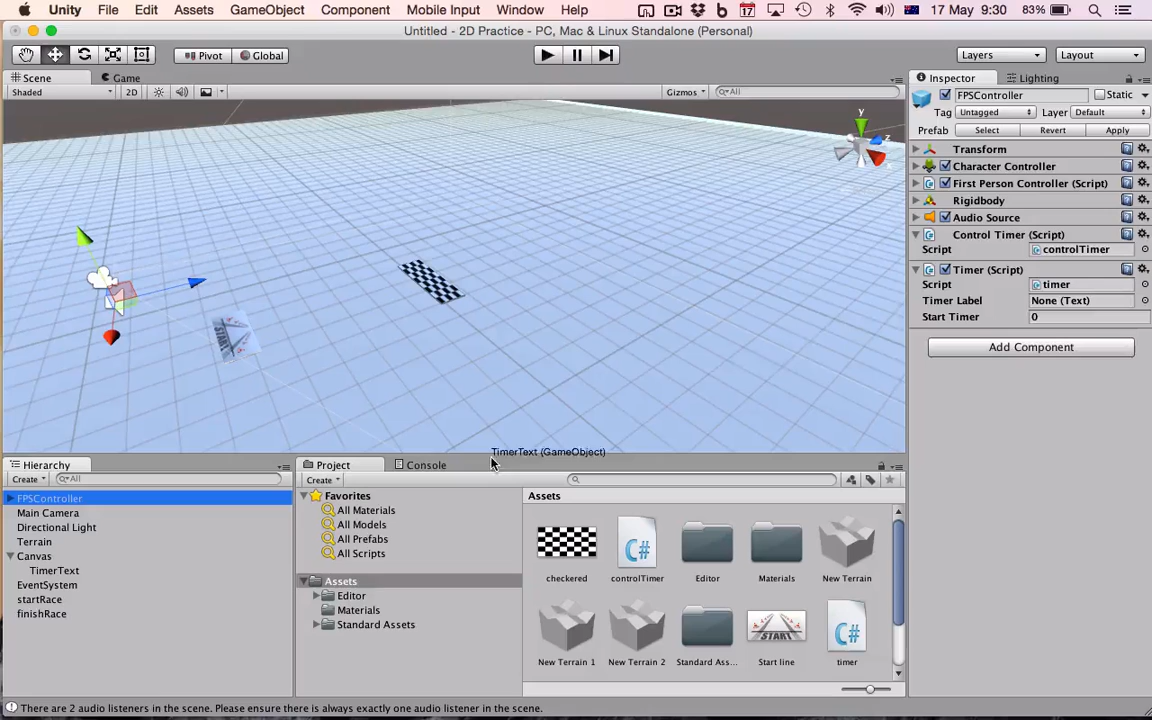 Unity File Edit Assets GameObject Component Mobile Input Window Help 17 17 May 9:30 83%
Untitled - 2D Practice - PC, Mac & Linux Standalone (Personal)
Pivot Global Layers Layout
Scene Game Inspector Lighting
Shaded 2D Gizmos All FPSController Static
Tag Untagged Layer Default
Prefab Select Revert Apply
y
z
Transform
Character Controller
First Person Controller (Script)
Rigidbody
Audio Source
Control Timer (Script)
Script controlTimer
Timer (Script)
Script timer
Timer Label None (Text)
Start Timer 0
Add Component
START
TimerText (GameObject)
Hierarchy
Create All
FPSController
Main Camera
Directional Light
Terrain
Canvas
TimerText
EventSystem
startRace
finishRace
Project Console
Create
Favorites
All Materials
All Models
All Prefabs
All Scripts
Assets
Editor
Materials
Standard Assets
Assets
C# C#
checkered controlTimer Editor Materials New Terrain
START C#
New Terrain 1 New Terrain 2 Standard Ass... Start line timer
There are 2 audio listeners in the scene. Please ensure there is always exactly one audio listener in the scene.